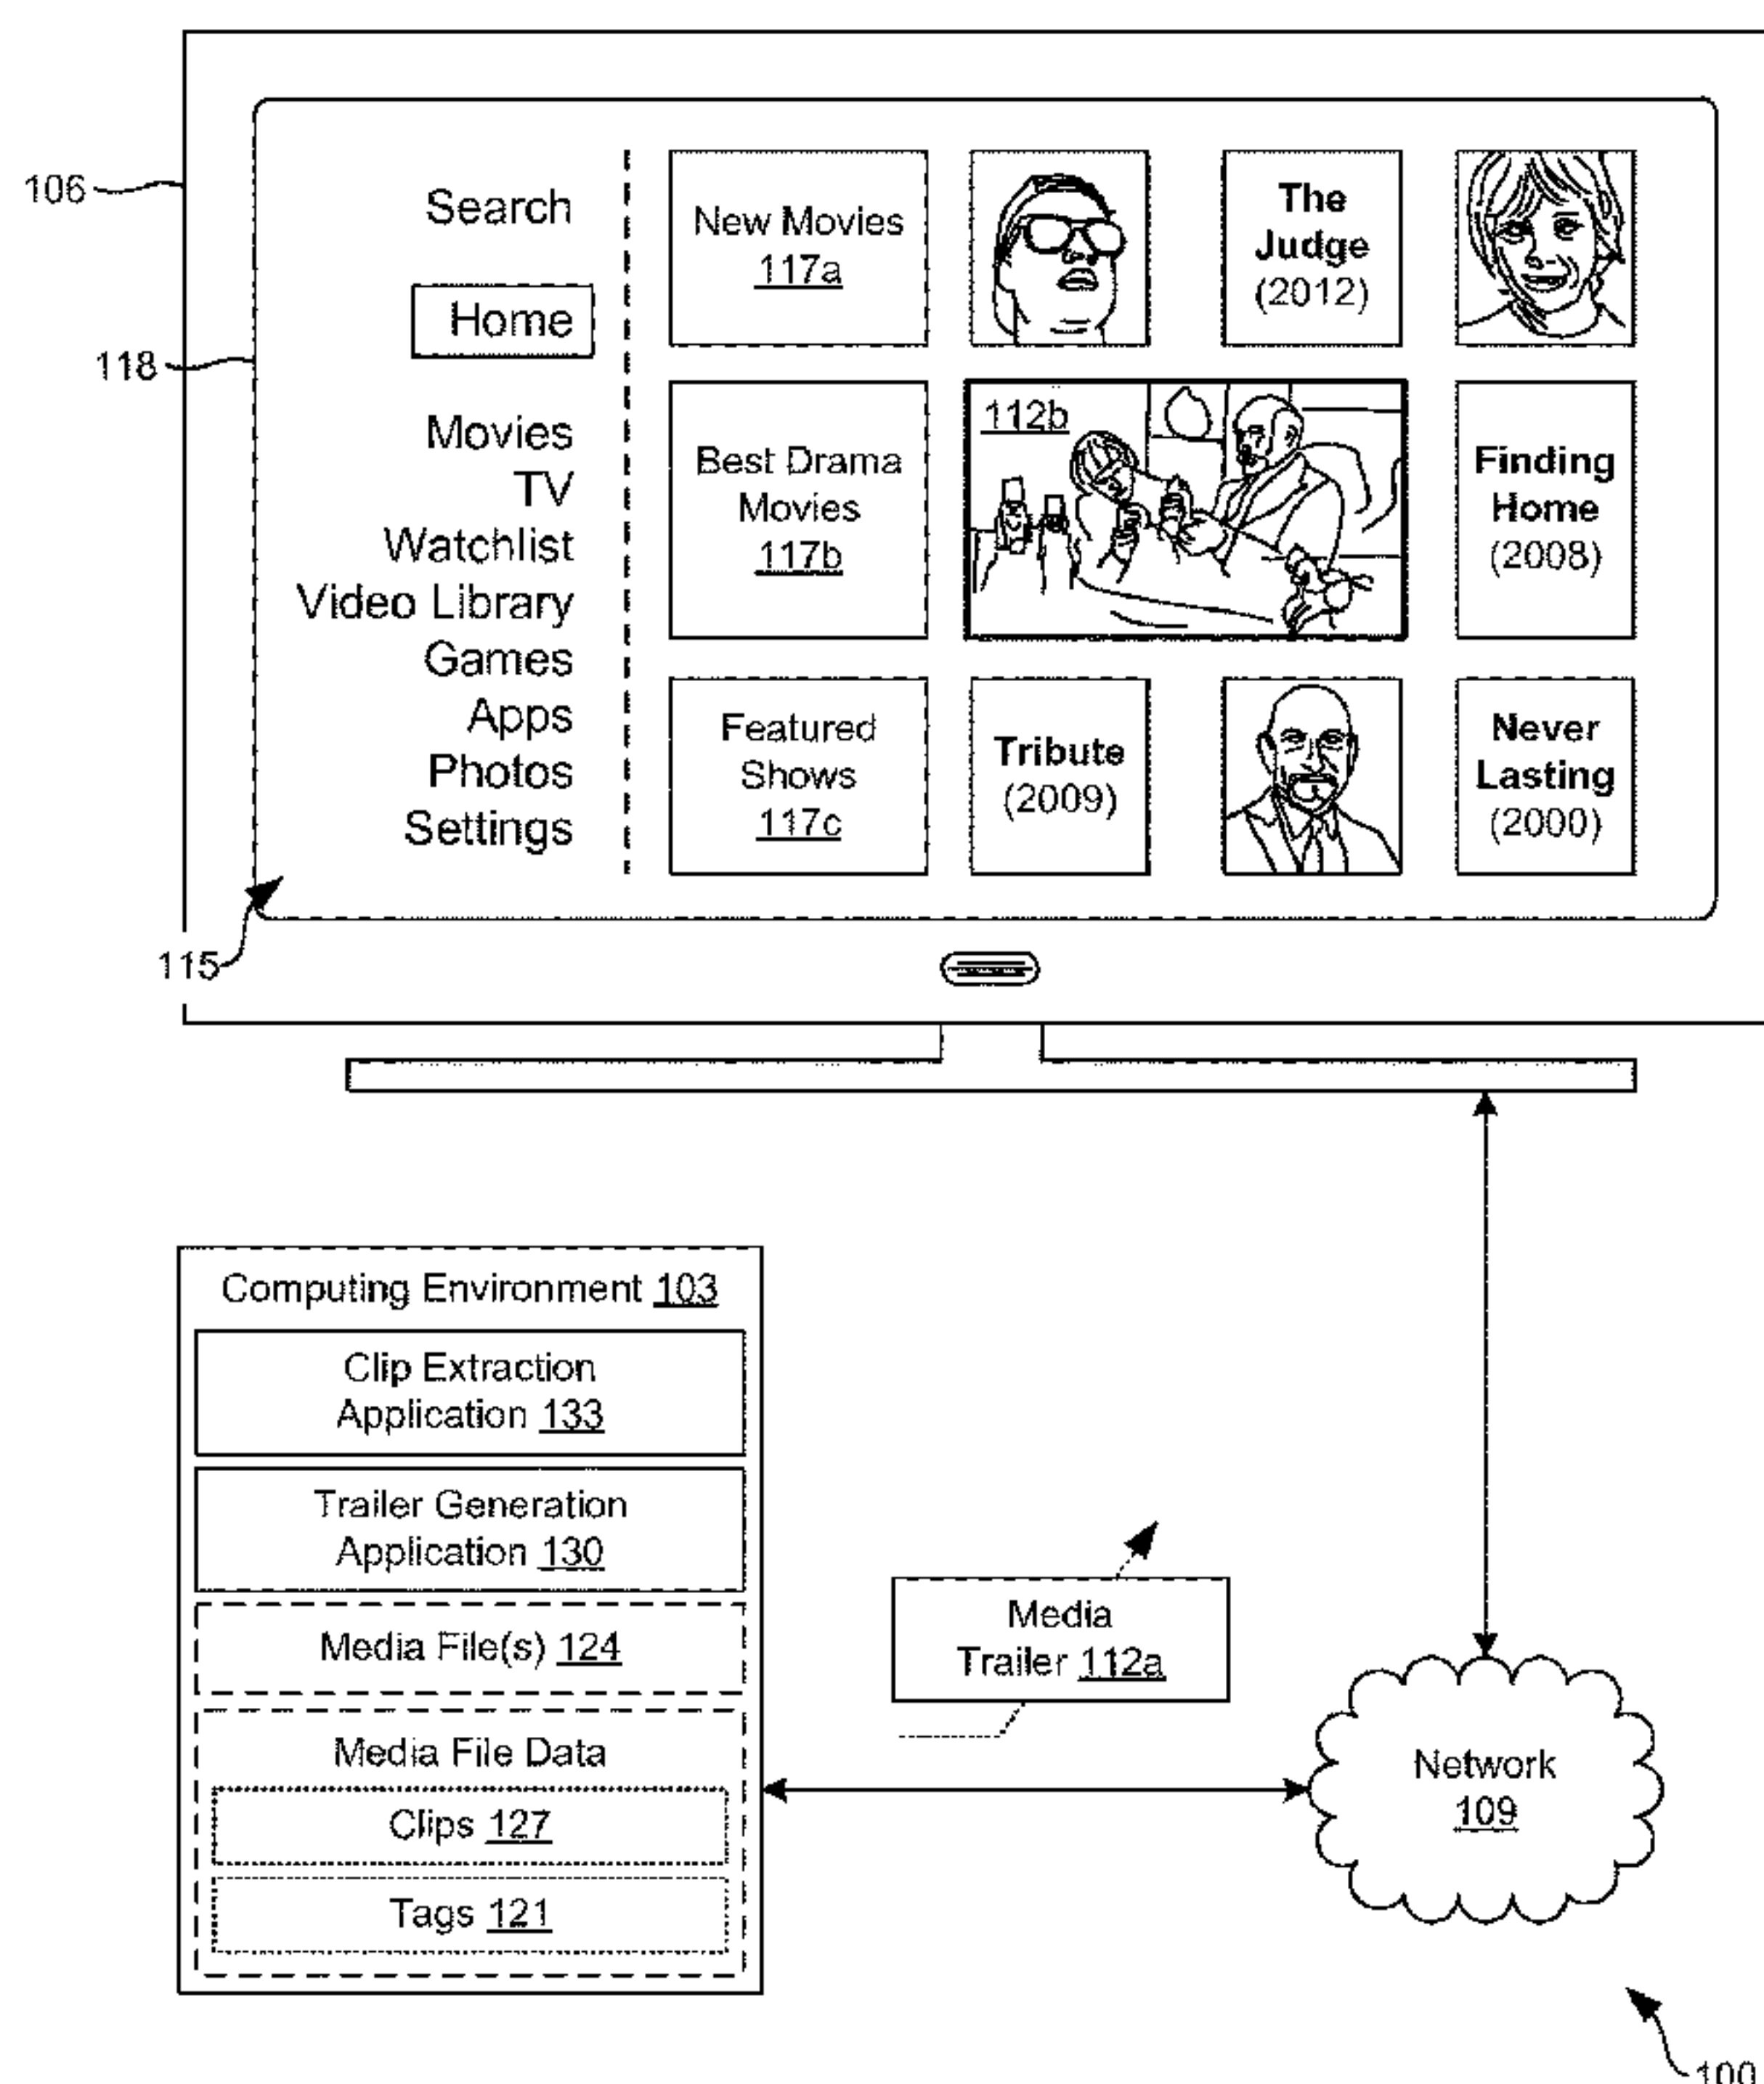 106
118
115
Search
Home
Movies
TV
Watchlist
Video Library
Games
Apps
Photos
Settings
New Movies
117a
The
Judge
(2012)
Best Drama
Movies
117b
112b
Finding
Home
(2008)
Featured
Shows
117c
Tribute
(2009)
Never
Lasting
(2000)
Computing Environment 103
Clip Extraction
Application 133
Trailer Generation
Application 130
Media File(s) 124
Media File Data
Clips 127
Tags 121
Media
Trailer 112a
Network
109
100